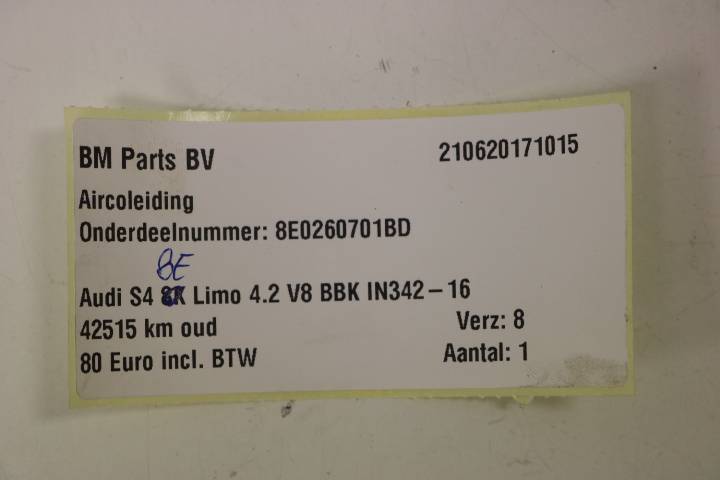 BM Parts BV 210620171015
Aircoleiding
Onderdeelnummer: 8E0260701BD
8E
Audi S4 Limo 4.2 V8 BBK IN342-16
42515 km oud Verz: 8
80 Euro incl. BTW Aantal: 1